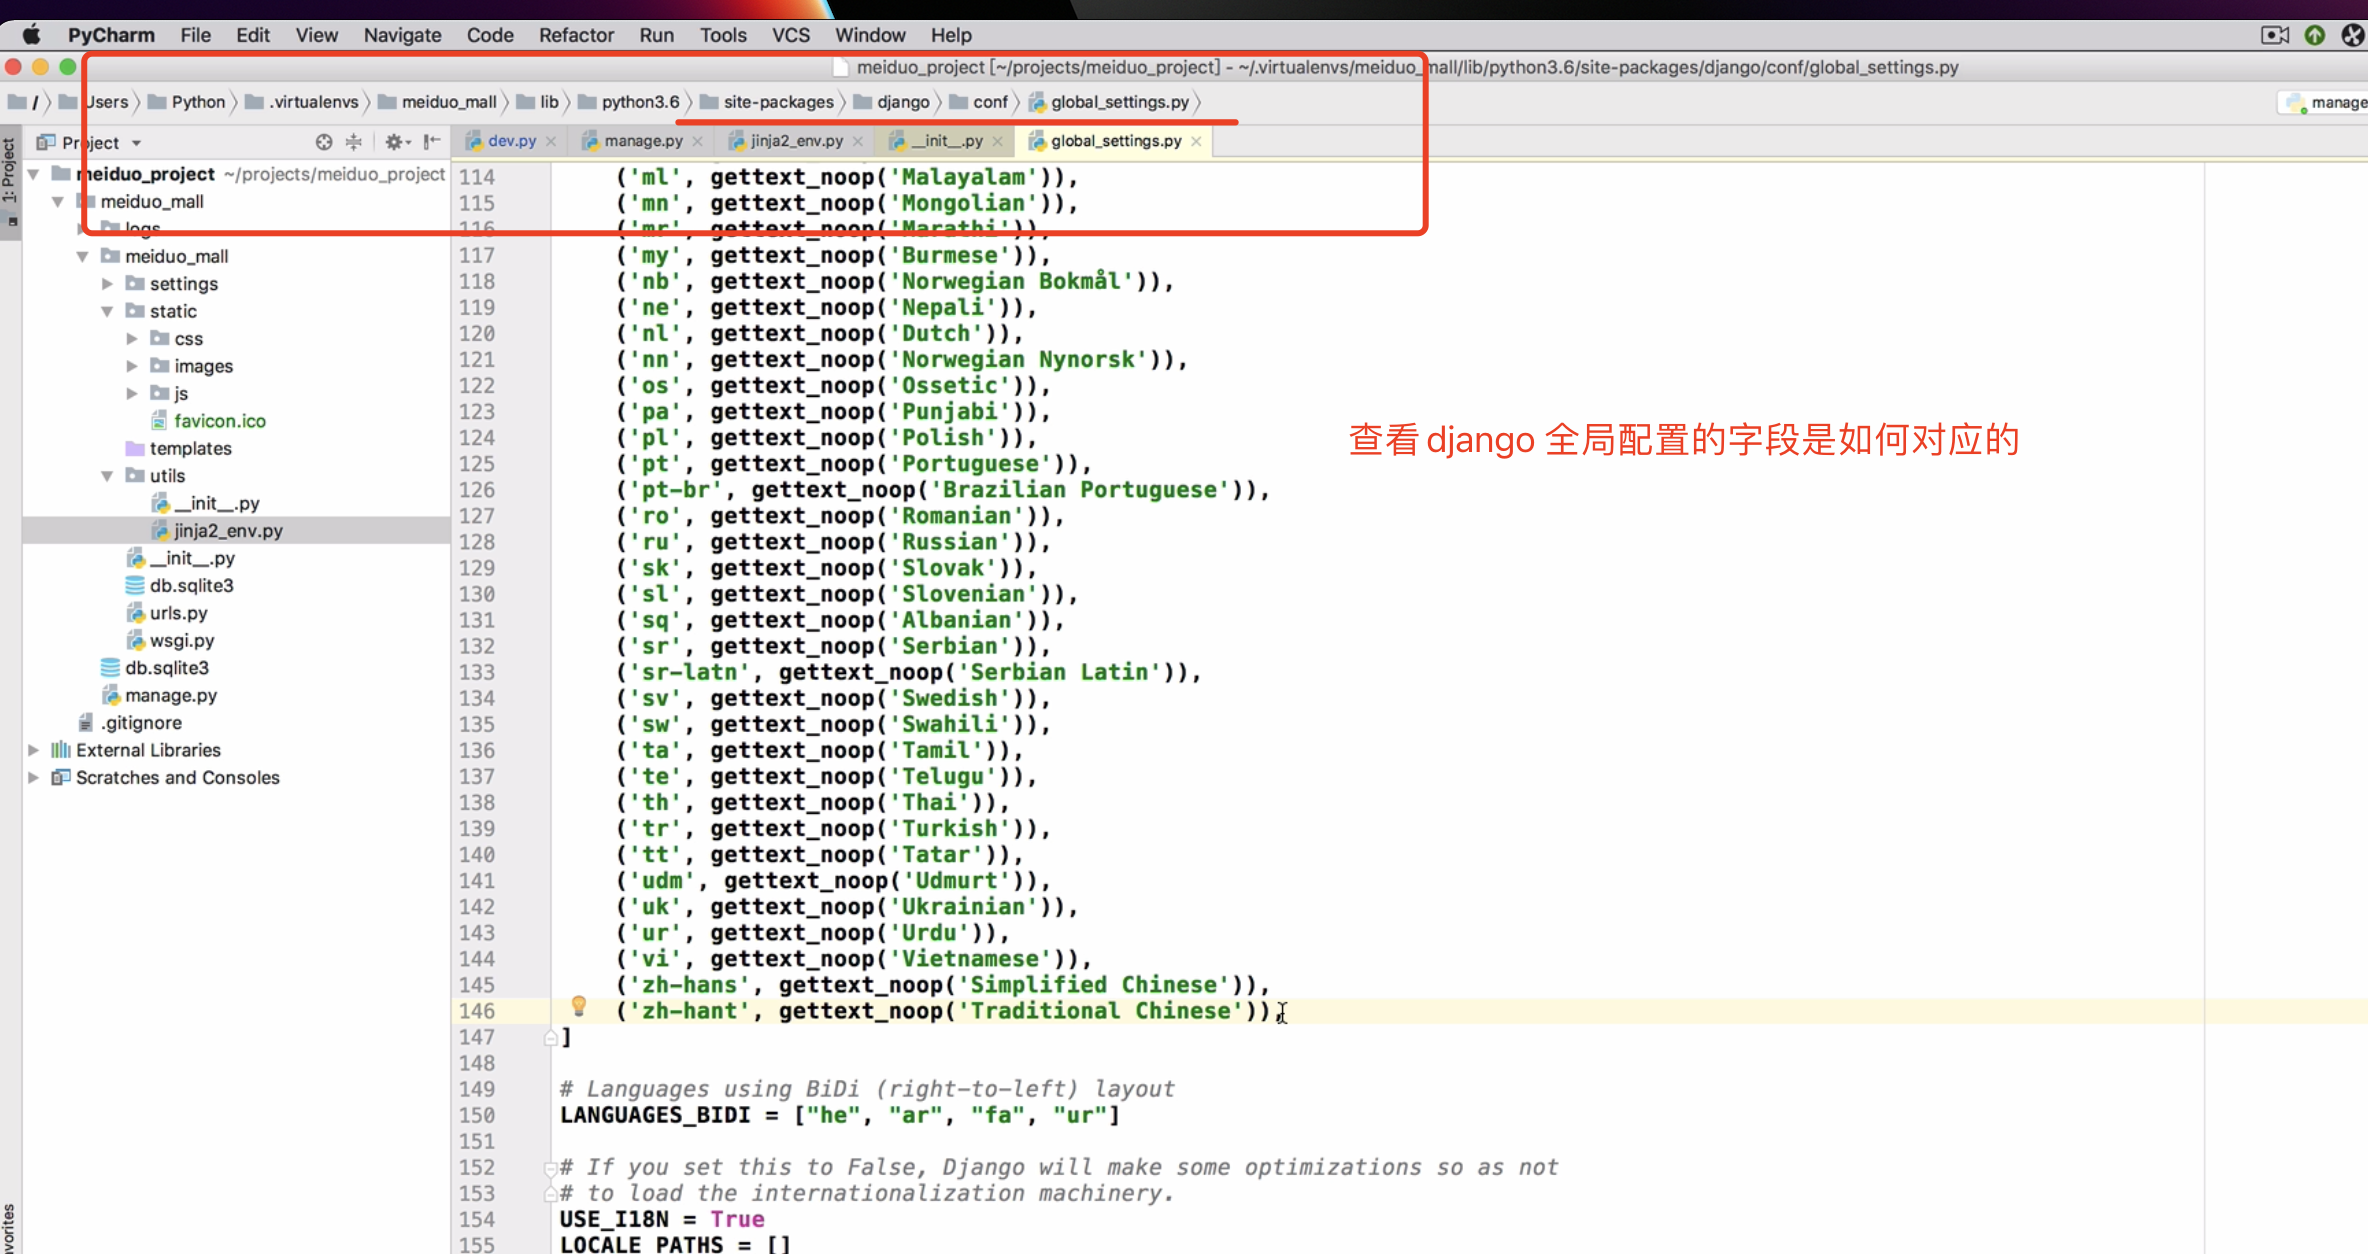 PyCharm File Edit View Navigate Code Refactor Run Tools VCS Window Help
meiduo_project [~/projects/meiduo_project] - ~/.virtualenvs/meiduo_mall/lib/python3.6/site-packages/django/conf/global_settings.py
/ Users Python .virtualenvs meiduo_mall lib python3.6 site-packages django conf global_settings.py manage
1: Project
Project
dev.py manage.py jinja2_env.py __init__.py global_settings.py
meiduo_project ~/projects/meiduo_project
meiduo_mall
logs
meiduo_mall
settings
static
css
images
js
favicon.ico
templates
utils
__init__.py
jinja2_env.py
__init__.py
db.sqlite3
urls.py
wsgi.py
db.sqlite3
manage.py
.gitignore
External Libraries
Scratches and Consoles
114 ('ml', gettext_noop('Malayalam')),
115 ('mn', gettext_noop('Mongolian')),
116 ('mr', gettext_noop('Marathi')),
117 ('my', gettext_noop('Burmese')),
118 ('nb', gettext_noop('Norwegian Bokmål')),
119 ('ne', gettext_noop('Nepali')),
120 ('nl', gettext_noop('Dutch')),
121 ('nn', gettext_noop('Norwegian Nynorsk')),
122 ('os', gettext_noop('Ossetic')),
123 ('pa', gettext_noop('Punjabi')),
124 ('pl', gettext_noop('Polish')),
125 ('pt', gettext_noop('Portuguese')),
126 ('pt-br', gettext_noop('Brazilian Portuguese')),
127 ('ro', gettext_noop('Romanian')),
128 ('ru', gettext_noop('Russian')),
129 ('sk', gettext_noop('Slovak')),
130 ('sl', gettext_noop('Slovenian')),
131 ('sq', gettext_noop('Albanian')),
132 ('sr', gettext_noop('Serbian')),
133 ('sr-latn', gettext_noop('Serbian Latin')),
134 ('sv', gettext_noop('Swedish')),
135 ('sw', gettext_noop('Swahili')),
136 ('ta', gettext_noop('Tamil')),
137 ('te', gettext_noop('Telugu')),
138 ('th', gettext_noop('Thai')),
139 ('tr', gettext_noop('Turkish')),
140 ('tt', gettext_noop('Tatar')),
141 ('udm', gettext_noop('Udmurt')),
142 ('uk', gettext_noop('Ukrainian')),
143 ('ur', gettext_noop('Urdu')),
144 ('vi', gettext_noop('Vietnamese')),
145 ('zh-hans', gettext_noop('Simplified Chinese')),
146 ('zh-hant', gettext_noop('Traditional Chinese')),
147 ]
148
149 # Languages using BiDi (right-to-left) layout
150 LANGUAGES_BIDI = ["he", "ar", "fa", "ur"]
151
152 # If you set this to False, Django will make some optimizations so as not
153 # to load the internationalization machinery.
154 USE_I18N = True
155 LOCALE_PATHS = []
查看 django 全局配置的字段是如何对应的